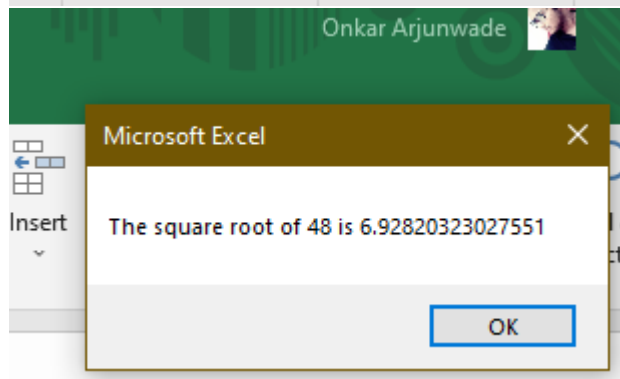 Onkar Arjunwade
Microsoft Excel
Insert
The square root of 48 is 6.92820323027551
OK